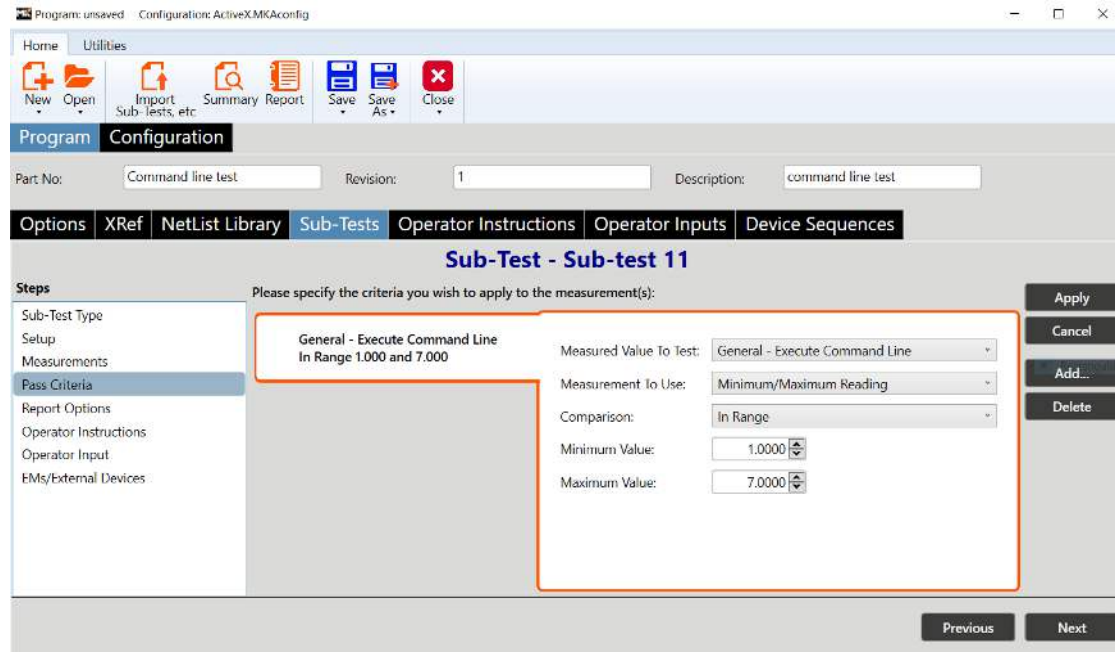 Program: unsaved Configuration: ActiveX.MKAconfig
Home Utilities
New Open Import Sub-Tests, etc Summary Report Save Save As Close
Program Configuration
Part No: Command line test Revision: 1 Description: command line test
Options XRef NetList Library Sub-Tests Operator Instructions Operator Inputs Device Sequences
Sub-Test - Sub-test 11
Steps
Please specify the criteria you wish to apply to the measurement(s):
Sub-Test Type
Setup
Measurements
Pass Criteria
Report Options
Operator Instructions
Operator Input
EMs/External Devices
General - Execute Command Line
In Range 1.000 and 7.000
Measured Value To Test: General - Execute Command Line
Measurement To Use: Minimum/Maximum Reading
Comparison: In Range
Minimum Value: 1.0000
Maximum Value: 7.0000
Apply
Cancel
Add...
Delete
Previous Next